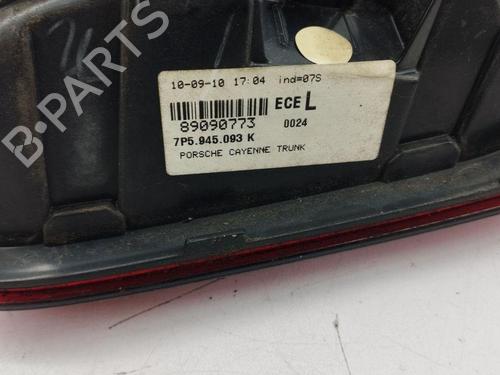 10-09-10 17:04 ind=07S
ECE L
89090773 0024
7P5.945.093 K
PORSCHE CAYENNE TRUNK
B-PARTS